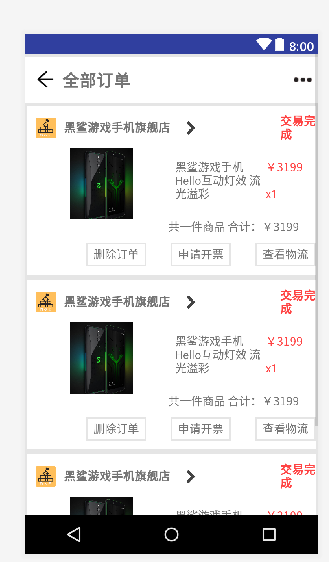 8:00
全部订单
黑鲨游戏手机旗舰店
交易完
成
黑鲨游戏手机
￥3199
Hello互动灯效 流
光溢彩
x1
共一件商品 合计：￥3199
删除订单
申请开票
查看物流
黑鲨游戏手机旗舰店
交易完
成
黑鲨游戏手机
￥3199
Hello互动灯效 流
光溢彩
x1
共一件商品 合计：￥3199
删除订单
申请开票
查看物流
黑鲨游戏手机旗舰店
交易完
成